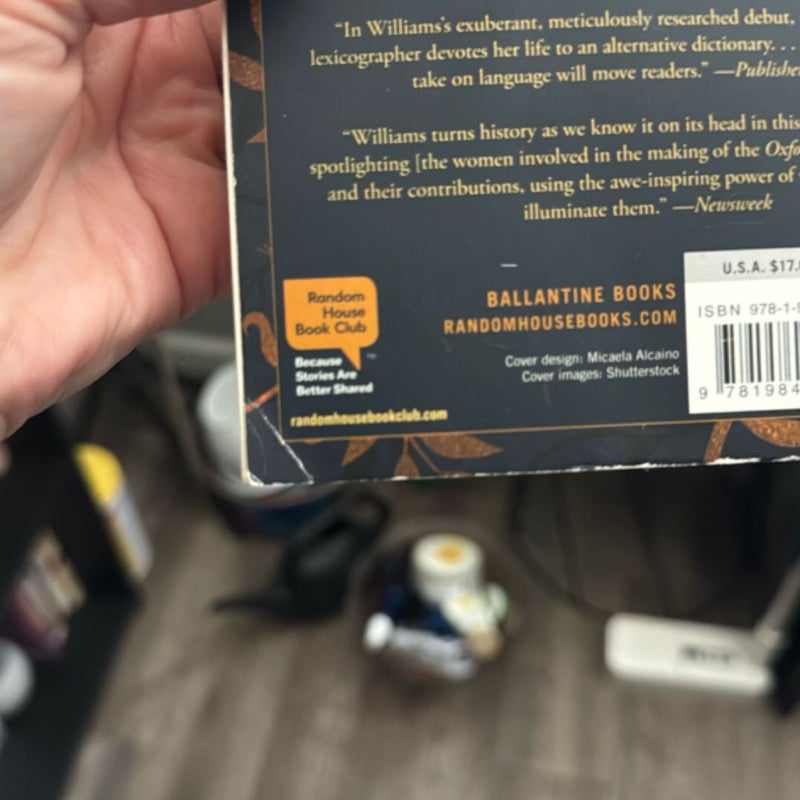 “In Williams's exuberant, meticulously researched debut,
lexicographer devotes her life to an alternative dictionary. . .
take on language will move readers.” —Publishe
“Williams turns history as we know it on its head in this
spotlighting [the women involved in the making of the Oxfo
and their contributions, using the awe-inspiring power of
illuminate them.” —Newsweek
Random
House
Book Club
Because
Stories Are
Better Shared
randomhousebookclub.com
BALLANTINE BOOKS
RANDOMHOUSEBOOKS.COM
Cover design: Micaela Alcaino
Cover images: Shutterstock
U.S.A. $17.
ISBN 978-1-9
9 781984